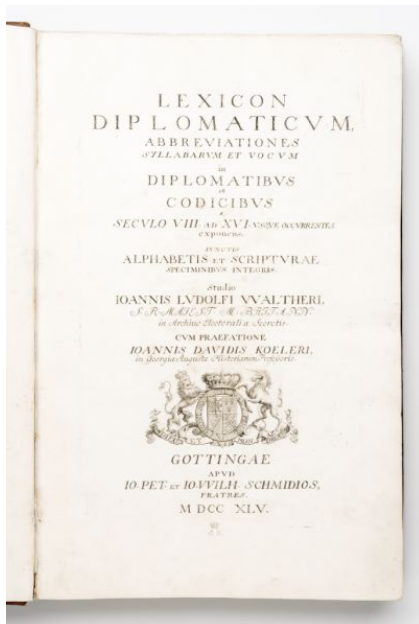 LEXICON
DIPLOMATICVM,
ABBREVIATIONES
SYLLABARVM ET VOCVM
in
DIPLOMATIBVS
et
CODICIBVS
a
SECVLO VIII. AD XVI. VSQVE OCCVRRENTES
exponens.
IVNCTIS
ALPHABETIS ET SCRIPTVRAE
SPECIMINIBVS INTEGRIS.
Studio
IOANNIS LVDOLFI VVALTHERI,
S. R. MAIEST. M. BRITANN.
in Archivo Electorali a Secretis.
CVM PRAEFATIONE
IOANNIS DAVIDIS KOELERI,
in Georgia Augusta Historiarum Professoris.
GOTTINGAE
APVD
IO. PET. ET IO. VVILH. SCHMIDIOS,
FRATRES.
M DCC XLV.